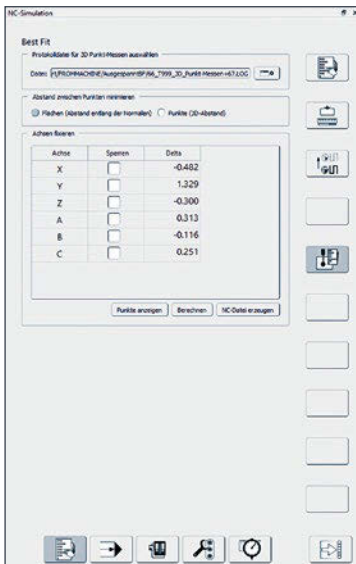 NC-Simulation
Best Fit
Protokolldatei für 3D Punkt-Messen auswählen
Datei:
Abstand zwischen Punkten minimieren
Flächen (Abstand entlang der Normalen) Punkte (3D-Abstand)
Achsen fixieren
Achse Sperren Delta
X -0.482
Y 1.329
Z -0.300
A 0.313
B -0.116
C 0.251
Punkte anzeigen Berechnen NC-Datei erzeugen